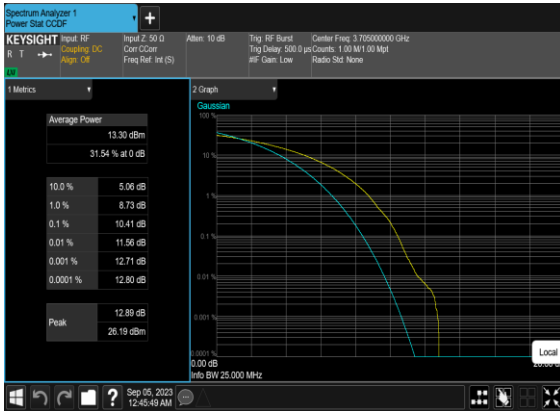 Spectrum Analyzer 1
Power Stat CCDF
KEYSIGHT
R T
LV
Input: RF
Coupling: DC
Align: Off
Input Z: 50 Ω
Corr CCorr
Freq Ref: Int (S)
Atten: 10 dB
Trig: RF Burst
Trig Delay: 500.0 µs
#IF Gain: Low
Center Freq: 3.705000000 GHz
Counts: 1.00 M/1.00 Mpt
Radio Std: None
1 Metrics
Average Power
13.30 dBm
31.54 % at 0 dB
10.0 % 5.06 dB
1.0 % 8.73 dB
0.1 % 10.41 dB
0.01 % 11.56 dB
0.001 % 12.71 dB
0.0001 % 12.80 dB
Peak
12.89 dB
26.19 dBm
2 Graph
Gaussian
100 %
10 %
1 %
0.1 %
0.01 %
0.001 %
0.0001 %
0.00 dB
Info BW 25.000 MHz
Local
?
Sep 05, 2023
12:45:49 AM